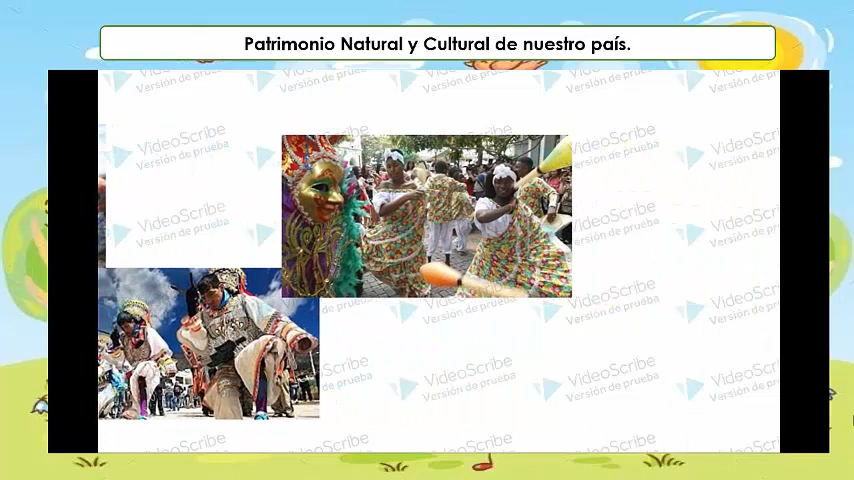 Patrimonio Natural y Cultural de nuestro país.
VideoScribe
Versión de prueba